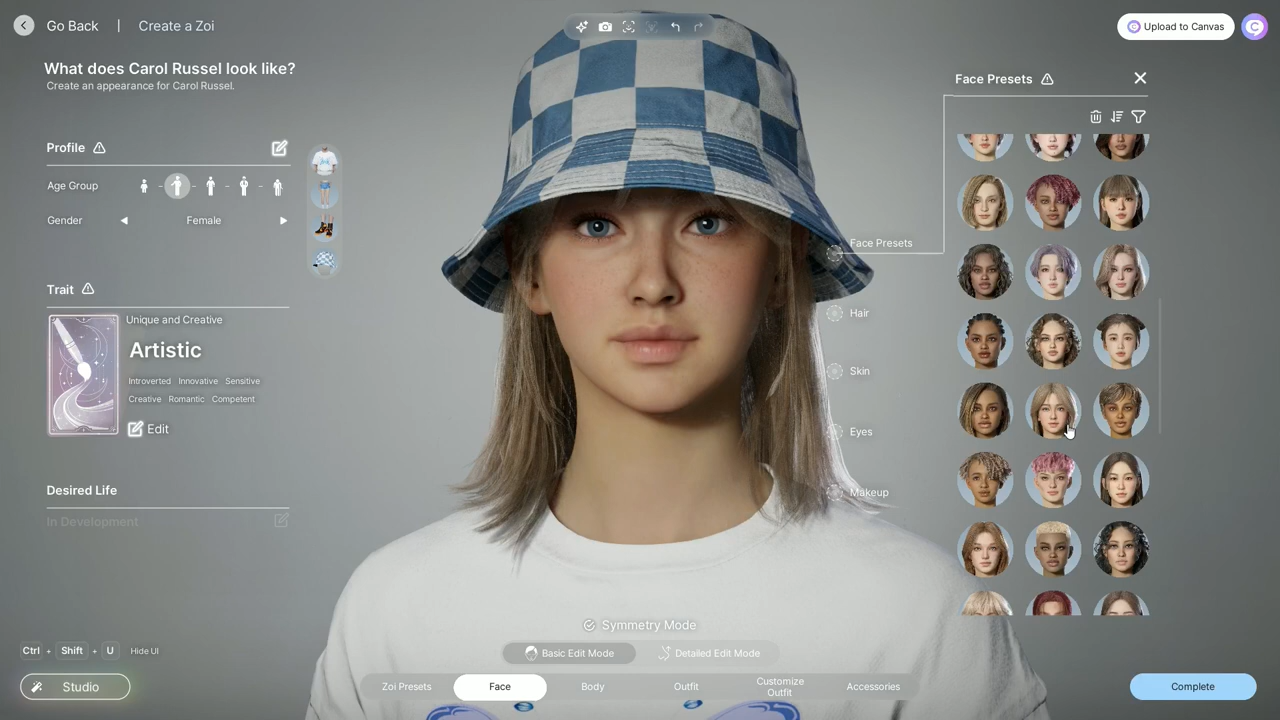 Go Back | Create a Zoi
Upload to Canvas
What does Carol Russel look like?
Create an appearance for Carol Russel.
Profile
Age Group
Gender
Female
Trait
Unique and Creative
Artistic
Introverted Innovative Sensitive
Creative Romantic Competent
Edit
Desired Life
In Development
Face Presets
Face Presets
Hair
Skin
Eyes
Makeup
Symmetry Mode
Basic Edit Mode
Detailed Edit Mode
Ctrl + Shift + U Hide UI
Studio
Zoi Presets
Face
Body
Outfit
Customize
Outfit
Accessories
Complete